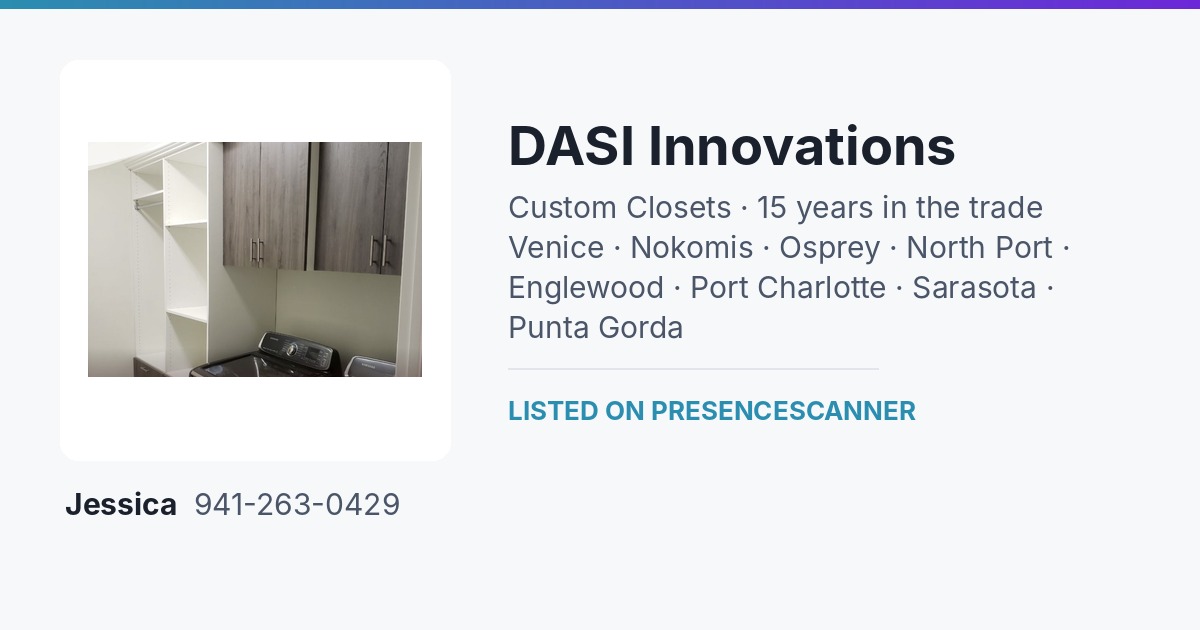 DASI Innovations
Custom Closets · 15 years in the trade
Venice · Nokomis · Osprey · North Port ·
Englewood · Port Charlotte · Sarasota ·
Punta Gorda
LISTED ON PRESENCESCANNER
Jessica 941-263-0429